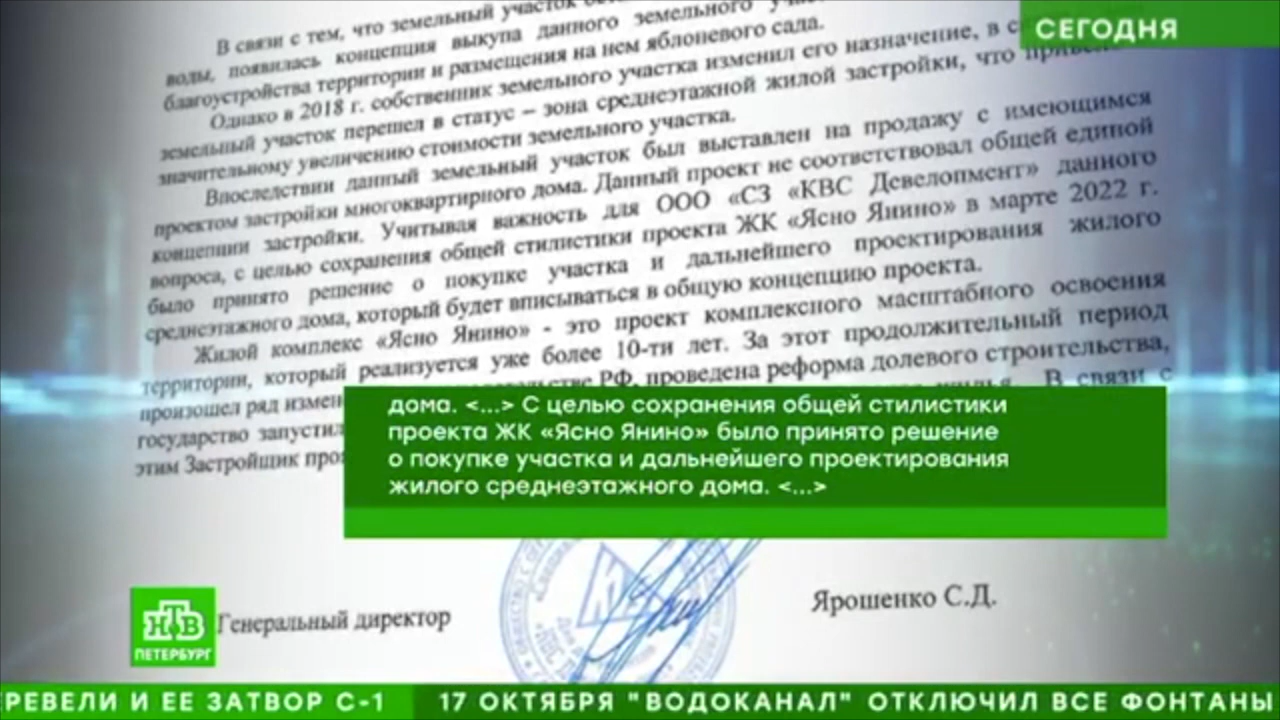 СЕГОДНЯ
В связи с тем, что земельный участок
воды, появилась концепция выкупа данного земельного
благоустройства территории и размещения на нем яблоневого сада.
Однако в 2018 г. собственник земельного участка изменил его назначение, в
земельный участок перешел в статус – зона среднеэтажной жилой застройки, что
значительному увеличению стоимости земельного участка.
Впоследствии данный земельный участок был выставлен на продажу с имеющимся
проектом застройки многоквартирного дома. Данный проект не соответствовал общей единой
концепции застройки. Учитывая важность для ООО «СЗ «КВС Девелопмент» данного
вопроса, с целью сохранения общей стилистики проекта ЖК «Ясно Янино» в марте 2022 г.
было принято решение о покупке участка и дальнейшего проектирования жилого
среднеэтажного дома, который будет вписываться в общую концепцию проекта.
Жилой комплекс «Ясно Янино» - это проект комплексного масштабного освоения
территории, который реализуется уже более 10-ти лет. За этот продолжительный период
произошел ряд РФ, проведена реформа долевого строительства,
государство В связи с
этим Застройщик
дома. <...> С целью сохранения общей стилистики
проекта ЖК «Ясно Янино» было принято решение
о покупке участка и дальнейшего проектирования
жилого среднеэтажного дома. <...>
Генеральный директор
Ярошенко С.Д.
НТВ
ПЕТЕРБУРГ
ЕРЕВЕЛИ И ЕЕ ЗАТВОР С-1 17 ОКТЯБРЯ "ВОДОКАНАЛ" ОТКЛЮЧИЛ ВСЕ ФОНТАНЫ